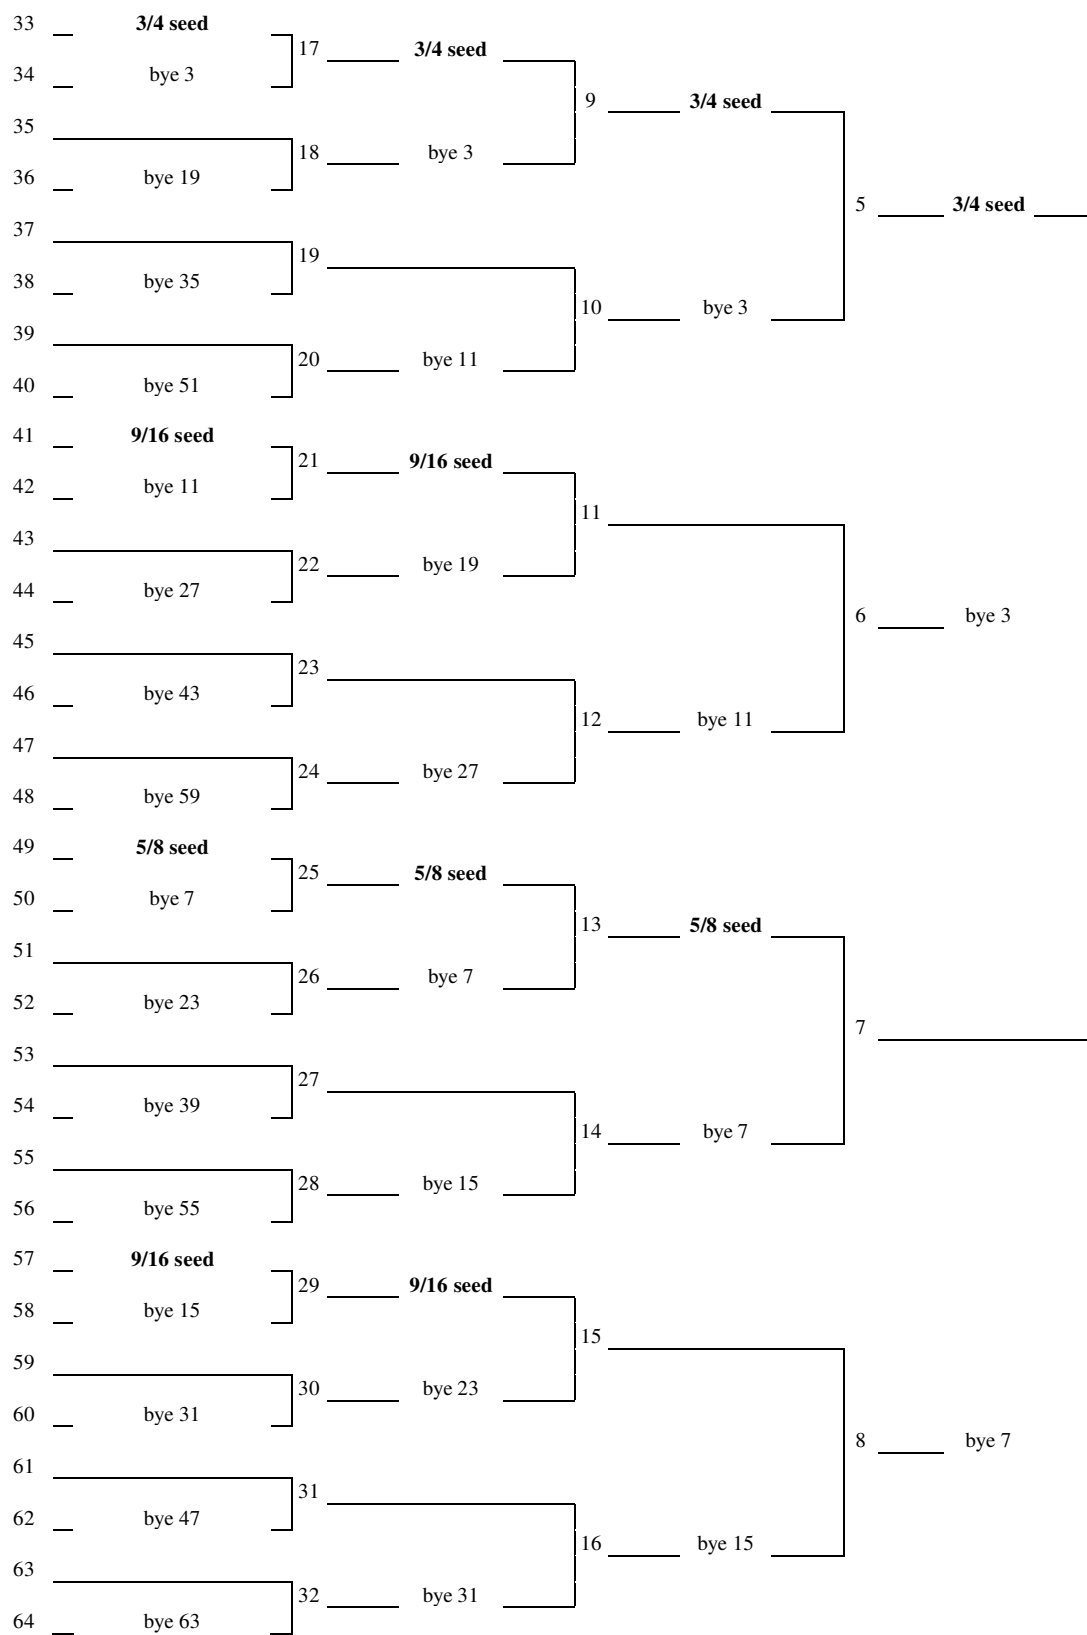 33 3/4 seed
17 3/4 seed
34 bye 3
9 3/4 seed
35
18 bye 3
36 bye 19
5 3/4 seed
37
19
38 bye 35
10 bye 3
39
20 bye 11
40 bye 51
41 9/16 seed
21 9/16 seed
42 bye 11
11
43
22 bye 19
44 bye 27
6 bye 3
45
23
46 bye 43
12 bye 11
47
24 bye 27
48 bye 59
49 5/8 seed
25 5/8 seed
50 bye 7
13 5/8 seed
51
26 bye 7
52 bye 23
7
53
27
54 bye 39
14 bye 7
55
28 bye 15
56 bye 55
57 9/16 seed
29 9/16 seed
58 bye 15
15
59
30 bye 23
60 bye 31
8 bye 7
61
31
62 bye 47
16 bye 15
63
32 bye 31
64 bye 63